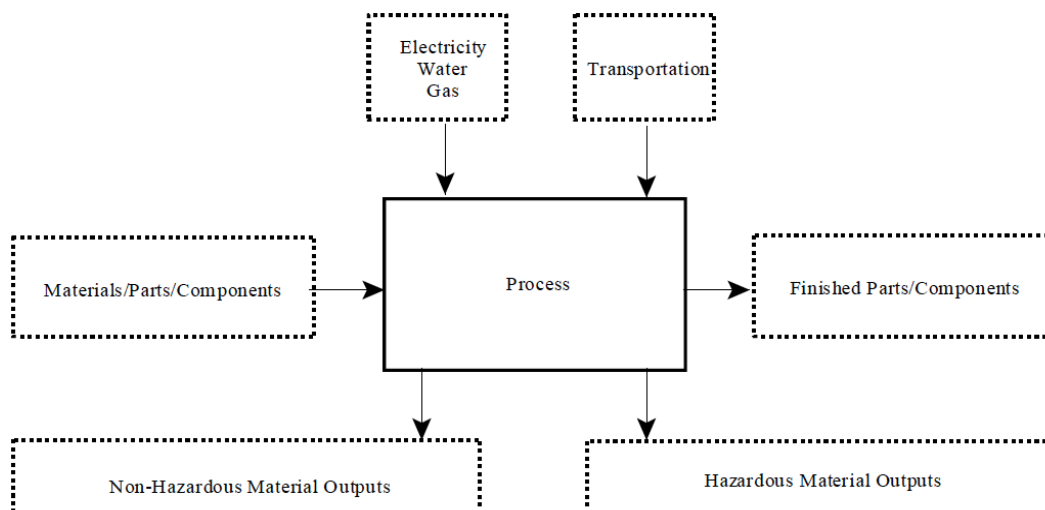 Electricity
Water
Gas
Transportation
Materials/Parts/Components
Process
Finished Parts/Components
Non-Hazardous Material Outputs
Hazardous Material Outputs